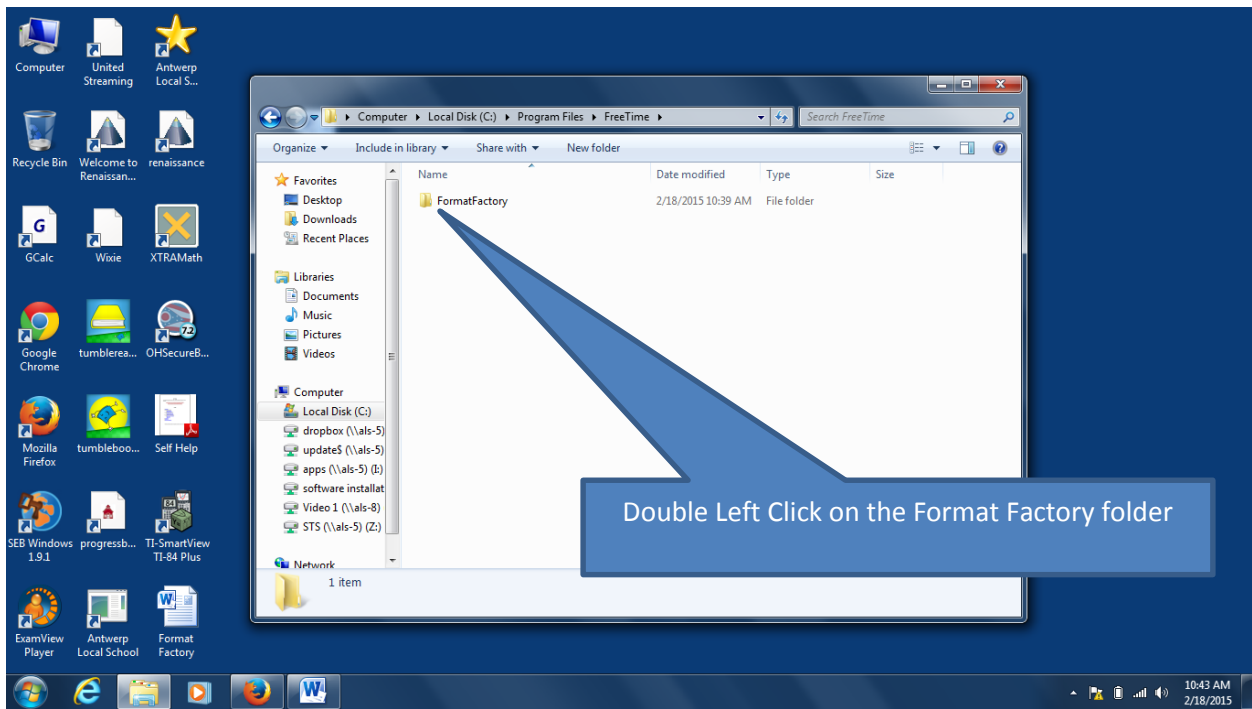 Computer
United
Streaming
Antwerp
Local S...
Recycle Bin
Welcome to
Renaissan...
renaissance
G
GCalc
Wixie
XTRAMath
Google
Chrome
tumblerea...
7.2
OHSecureB...
Mozilla
Firefox
tumbleboo...
Self Help
SEB Windows
1.9.1
progressb...
84
TI-SmartView
TI-84 Plus
ExamView
Player
Antwerp
Local School
W
Format
Factory
Computer Local Disk (C:) Program Files FreeTime
Search FreeTime
Organize Include in library Share with New folder
Name Date modified Type Size
FormatFactory 2/18/2015 10:39 AM File folder
Favorites
Desktop
Downloads
Recent Places
Libraries
Documents
Music
Pictures
Videos
Computer
Local Disk (C:)
dropbox (\\als-5)
update$ (\\als-5)
apps (\\als-5) (I:)
software installat
Video 1 (\\als-8)
STS (\\als-5) (Z:)
Network
1 item
Double Left Click on the Format Factory folder
W
10:43 AM
2/18/2015